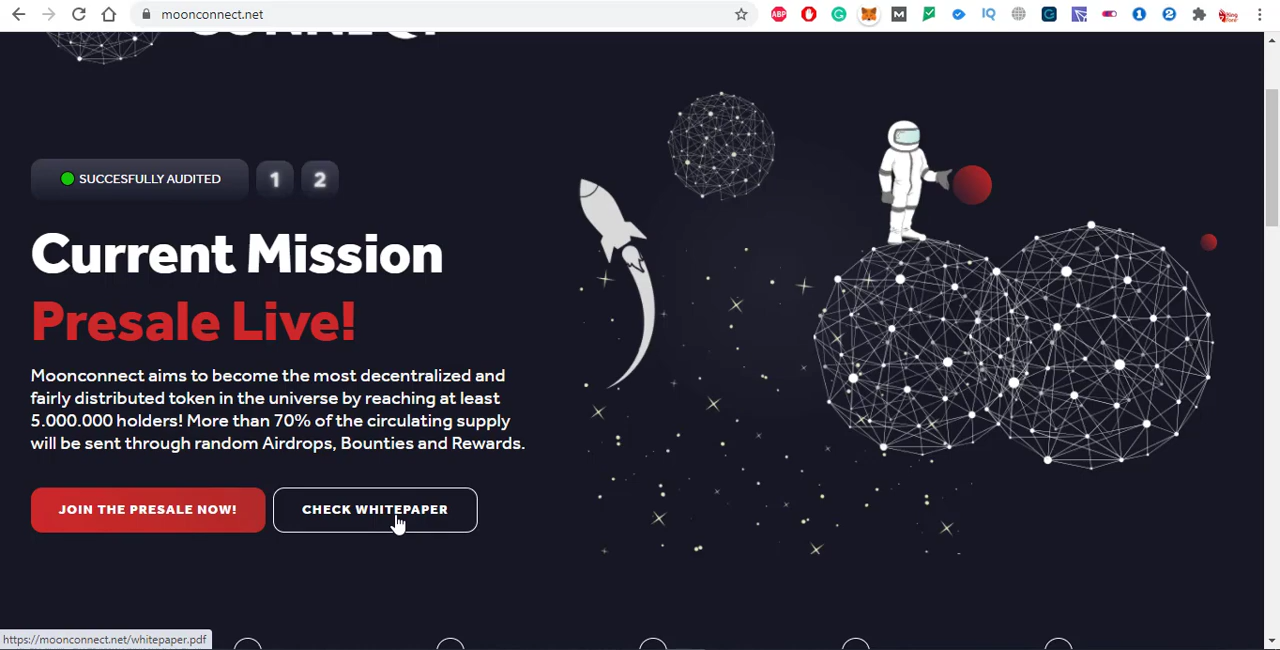 moonconnect.net
SUCCESFULLY AUDITED
1
2
Current Mission
Presale Live!
Moonconnect aims to become the most decentralized and
fairly distributed token in the universe by reaching at least
5.000.000 holders! More than 70% of the circulating supply
will be sent through random Airdrops, Bounties and Rewards.
JOIN THE PRESALE NOW!
CHECK WHITEPAPER
https://moonconnect.net/whitepaper.pdf